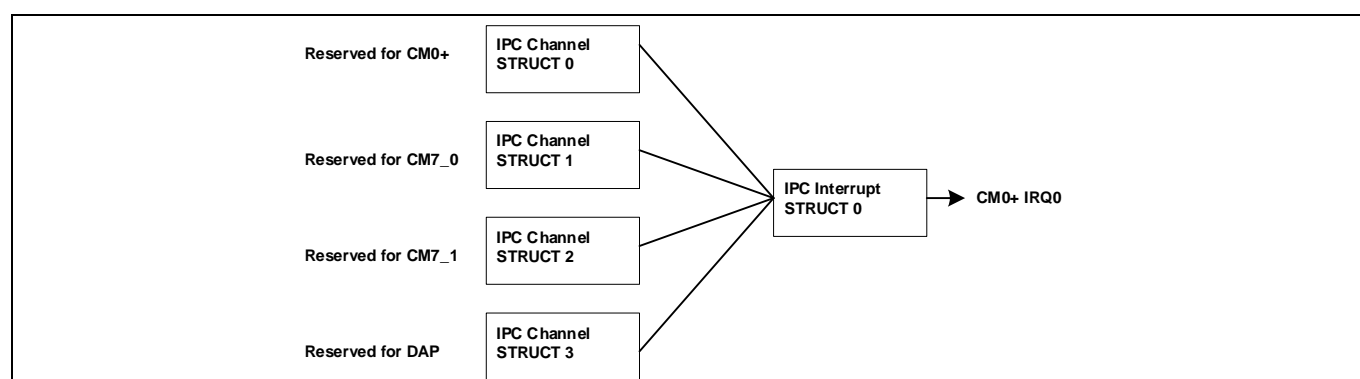 Reserved for CM0+
IPC Channel
STRUCT 0
Reserved for CM7_0
IPC Channel
STRUCT 1
IPC Interrupt
STRUCT 0
CM0+ IRQ0
Reserved for CM7_1
IPC Channel
STRUCT 2
Reserved for DAP
IPC Channel
STRUCT 3